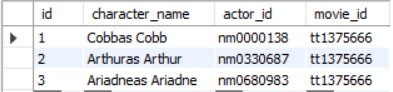 id character_name actor_id movie_id
1 Cobbas Cobb nm0000138 tt1375666
2 Arthuras Arthur nm0330687 tt1375666
3 Ariadneas Ariadne nm0680983 tt1375666